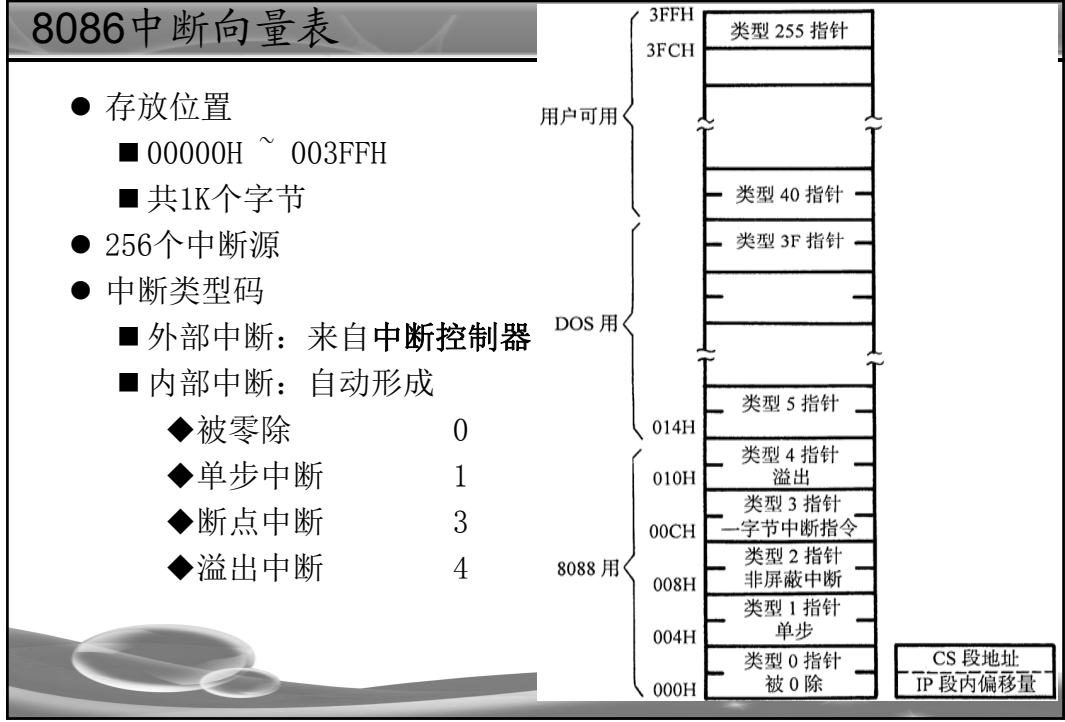 8086中断向量表
● 存放位置
■ 00000H ~ 003FFH
■ 共1K个字节
● 256个中断源
● 中断类型码
■ 外部中断：来自中断控制器
■ 内部中断：自动形成
◆被零除 0
◆单步中断 1
◆断点中断 3
◆溢出中断 4
3FFH
类型 255 指针
3FCH
用户可用
类型 40 指针
类型 3F 指针
DOS 用
类型 5 指针
014H
类型 4 指针
溢出
010H
类型 3 指针
一字节中断指令
00CH
类型 2 指针
非屏蔽中断
8088 用
008H
类型 1 指针
单步
004H
类型 0 指针
被 0 除
000H
CS 段地址
IP 段内偏移量